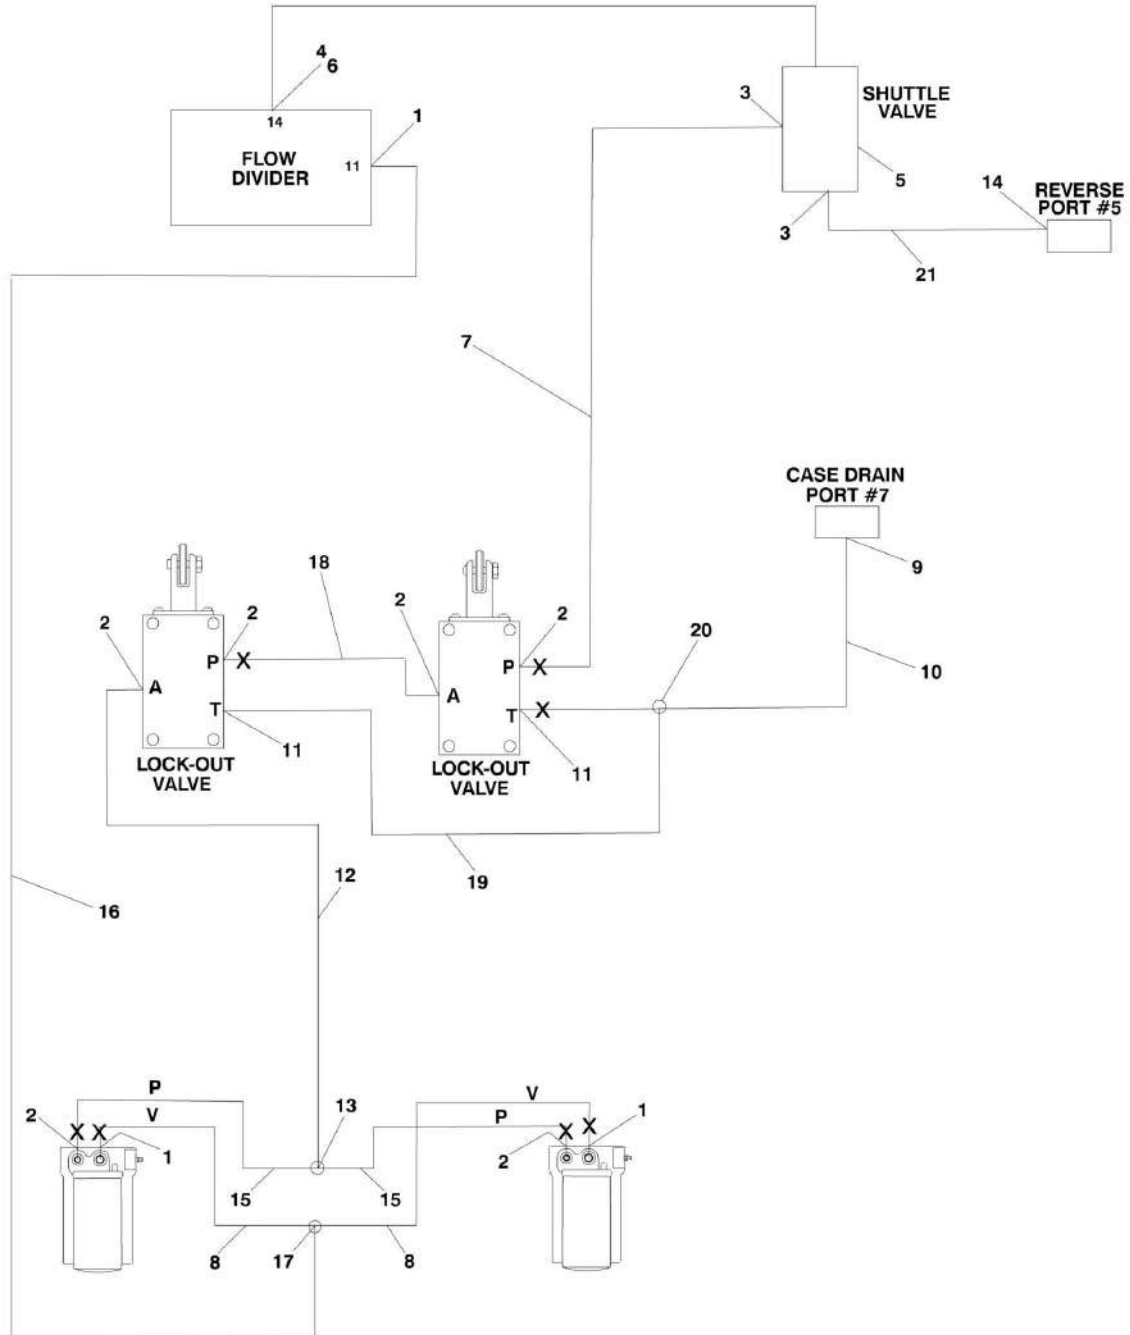 4
6
1
14
FLOW
DIVIDER
11
3
SHUTTLE
VALVE
5
3
14
REVERSE
PORT #5
21
7
CASE DRAIN
PORT #7
9
10
18
2
2
2
2
20
P
A
T
P
A
T
11
11
LOCK-OUT
VALVE
LOCK-OUT
VALVE
19
12
16
P
V
V
P
2
1
13
1
2
15
15
8
17
8